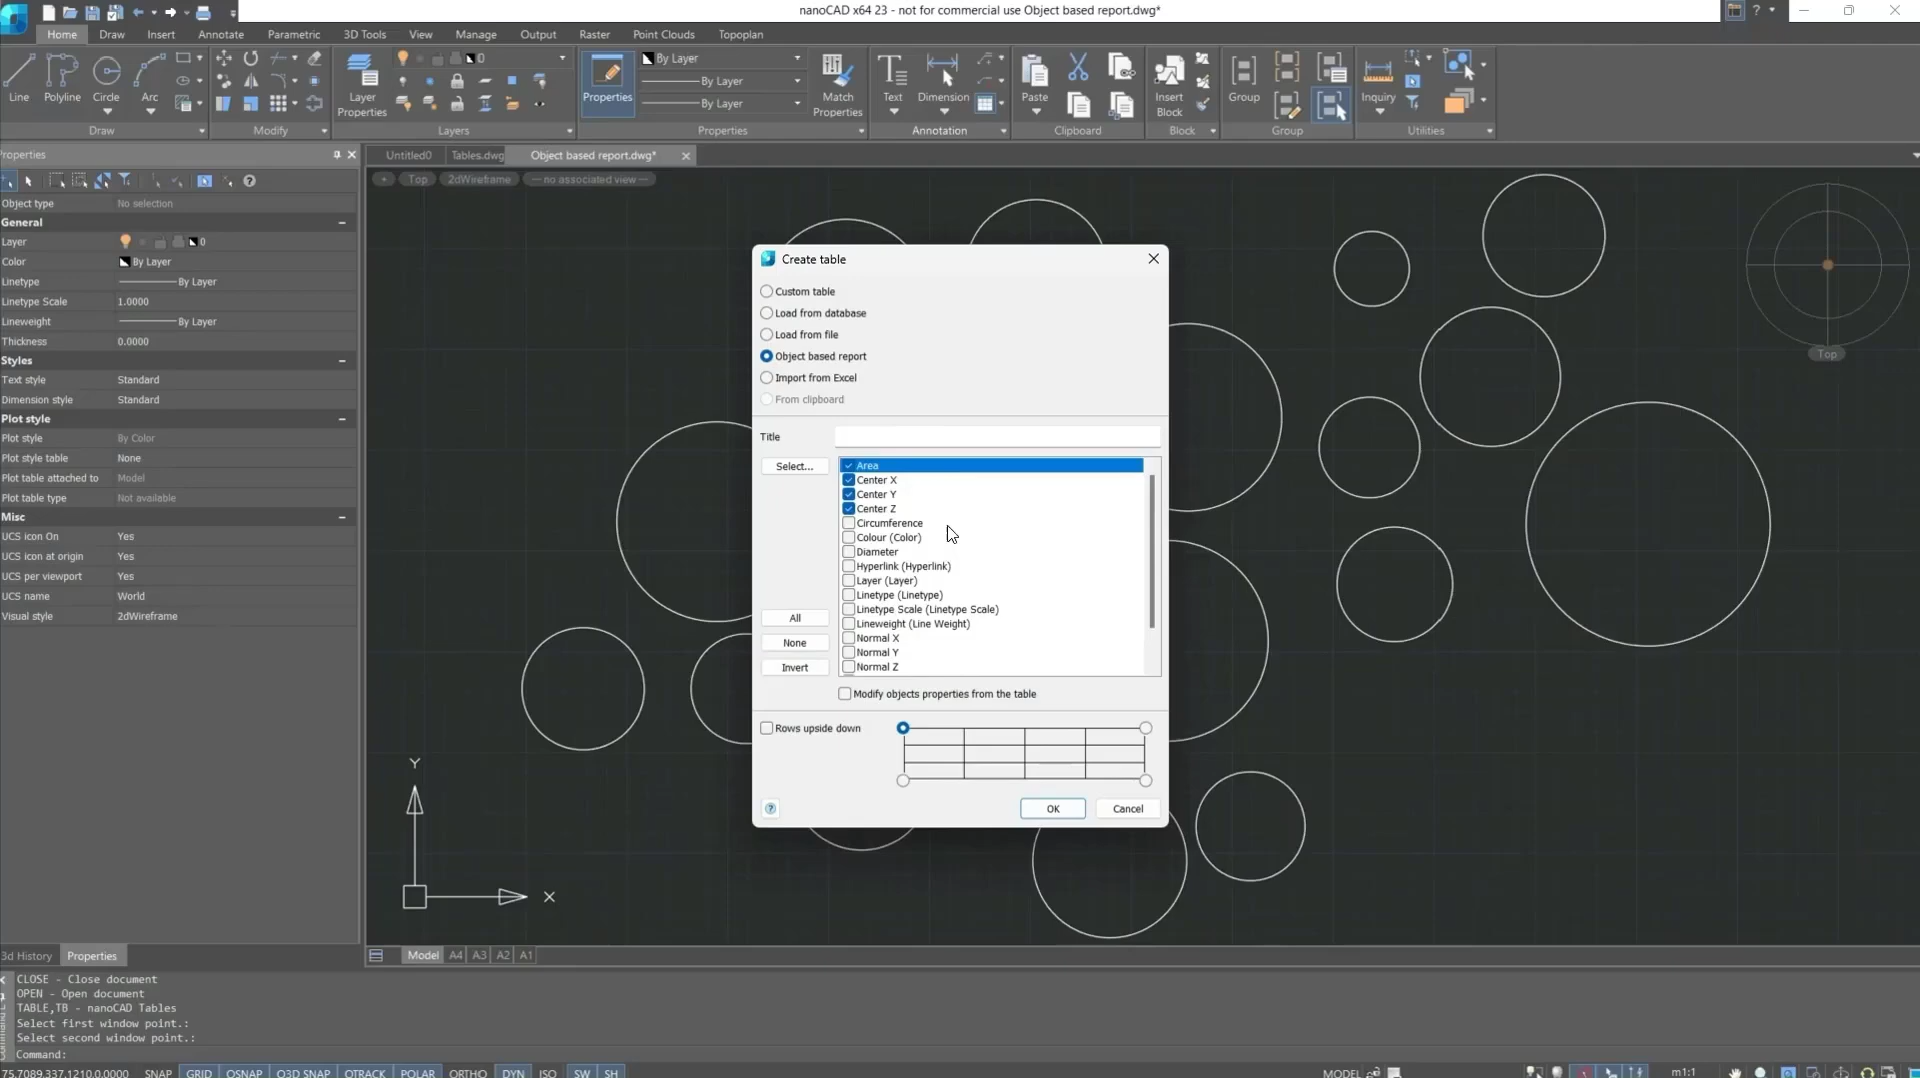 nanoCAD x64 23 - not for commercial use Object based report.dwg*
Home Draw Insert Annotate Parametric 3D Tools View Manage Output Raster Point Clouds Topoplan
Line Polyline Circle Arc
Draw
Modify
0
Layer Properties
Layers
Properties
By Layer
By Layer
By Layer
Match Properties
Properties
Text Dimension
Annotation
Paste
Clipboard
Insert Block
Block
Group
Group
Inquiry
Utilities
Properties
Untitled0 Tables.dwg Object based report.dwg*
+ Top 2dWireframe no associated view
Object type No selection
General
Layer 0
Color By Layer
Linetype By Layer
Linetype Scale 1.0000
Lineweight By Layer
Thickness 0.0000
Styles
Text style Standard
Dimension style Standard
Plot style
Plot style By Color
Plot style table None
Plot table attached to Model
Plot table type Not available
Misc
UCS icon On Yes
UCS icon at origin Yes
UCS per viewport Yes
UCS name World
Visual style 2dWireframe
Create table
Custom table
Load from database
Load from file
Object based report
Import from Excel
From clipboard
Title
Select...
Area
Center X
Center Y
Center Z
Circumference
Colour (Color)
Diameter
Hyperlink (Hyperlink)
Layer (Layer)
Linetype (Linetype)
Linetype Scale (Linetype Scale)
Lineweight (Line Weight)
Normal X
Normal Y
Normal Z
All
None
Invert
Modify objects properties from the table
Rows upside down
OK Cancel
Top
Y
X
3d History Properties
Model A4 A3 A2 A1
CLOSE - Close document
OPEN - Open document
TABLE,TB - nanoCAD Tables
Select first window point.:
Select second window point.:
Command:
75.7089,337.1210,0.0000 SNAP GRID OSNAP O3D SNAP OTRACK POLAR ORTHO DYN ISO SW SH MODEL m1:1